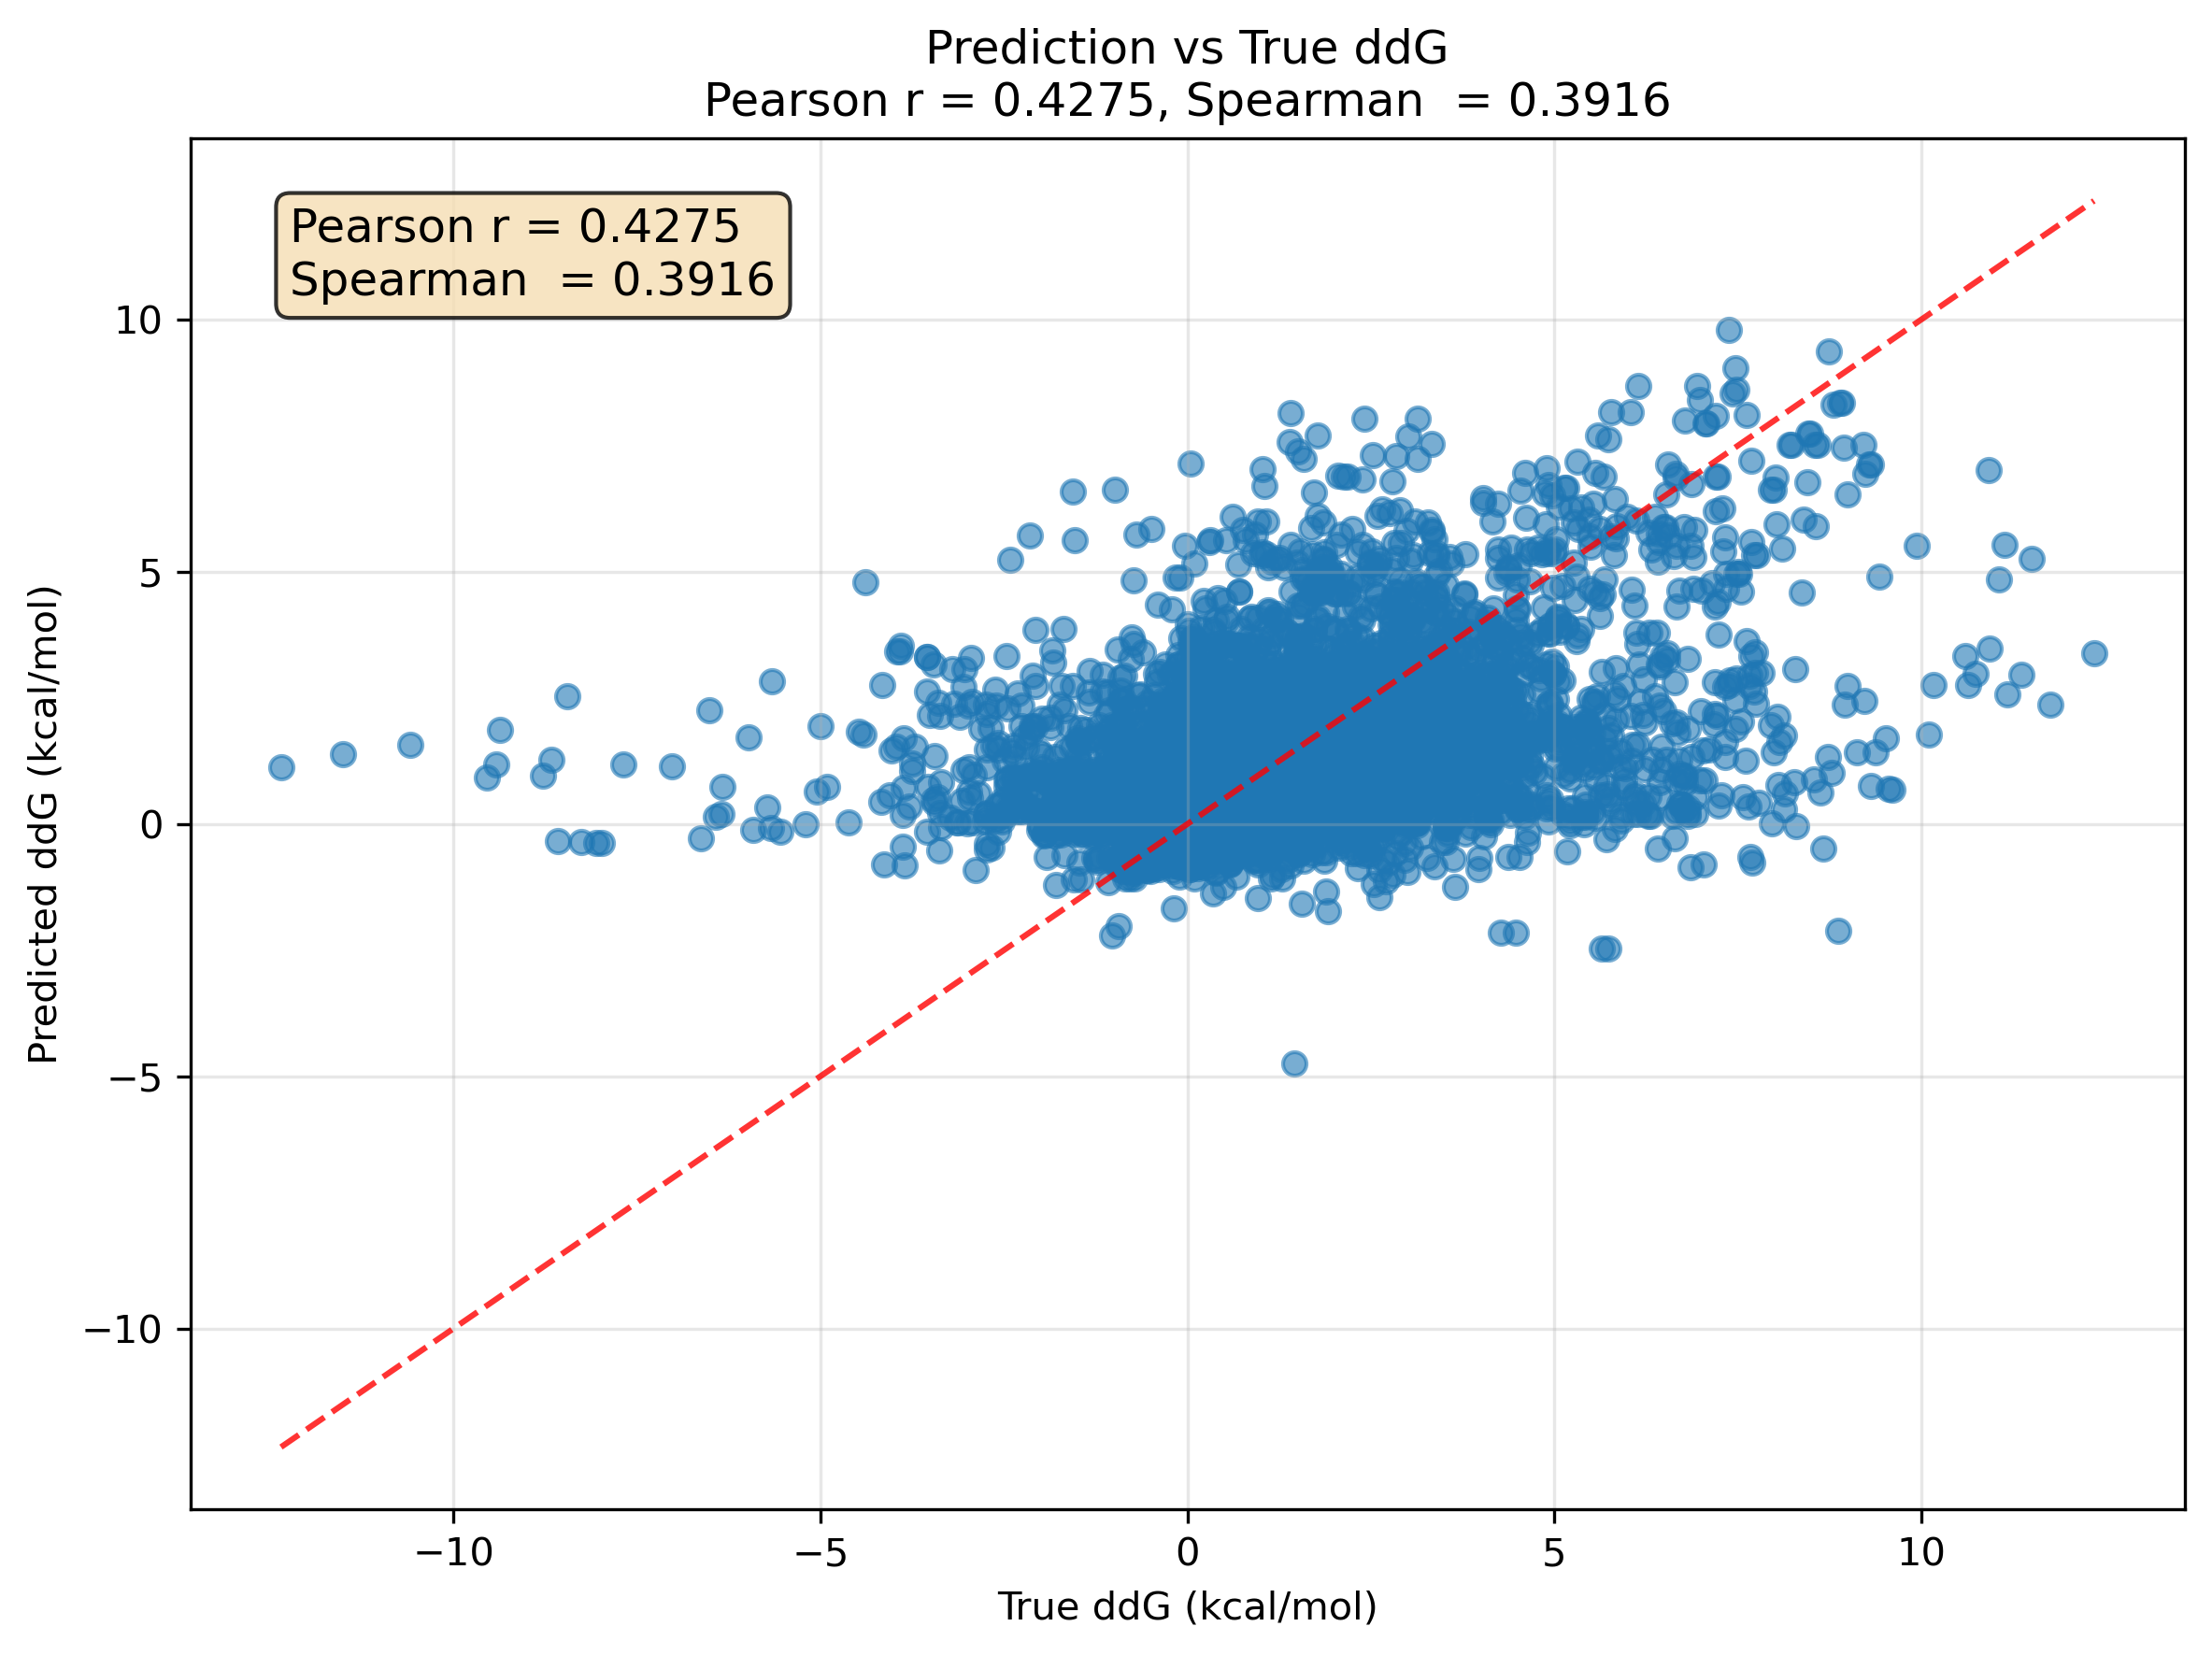 Prediction vs True ddG
Pearson r = 0.4275, Spearman  = 0.3916
Pearson r = 0.4275
Spearman  = 0.3916
10
5
0
−5
−10
Predicted ddG (kcal/mol)
−10
−5
0
5
10
True ddG (kcal/mol)